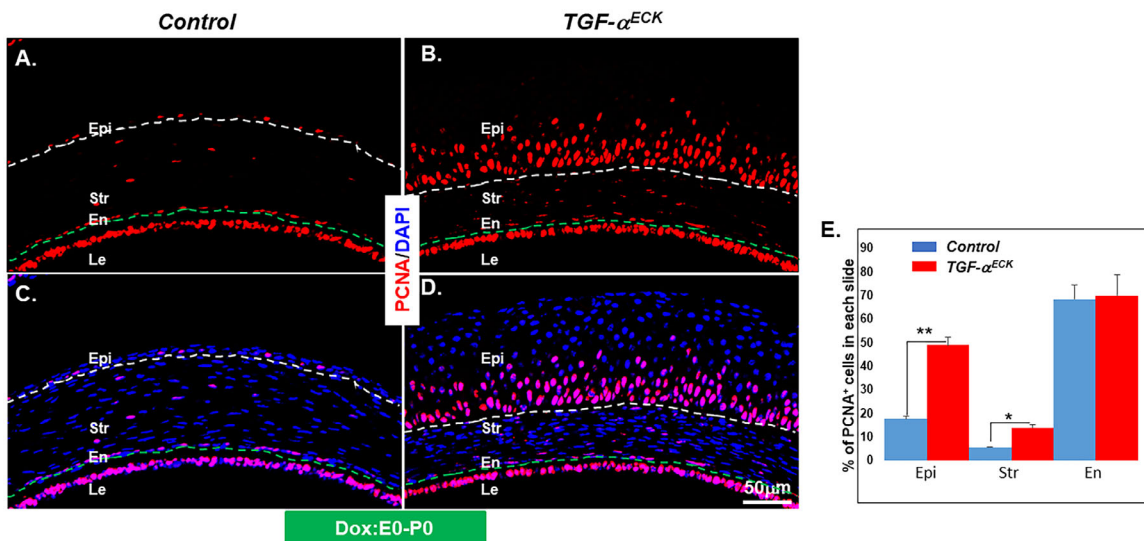 Control
TGF-α^ECK
A.
Epi
Str
En
Le
B.
Epi
Str
En
Le
PCNA/DAPI
C.
Epi
Str
En
Le
D.
Epi
Str
En
Le
50μm
Dox:E0-P0
E.
% of PCNA⁺ cells in each slide
90
80
70
60
50
40
30
20
10
0
Control
TGF-α^ECK
**
*
Epi
Str
En